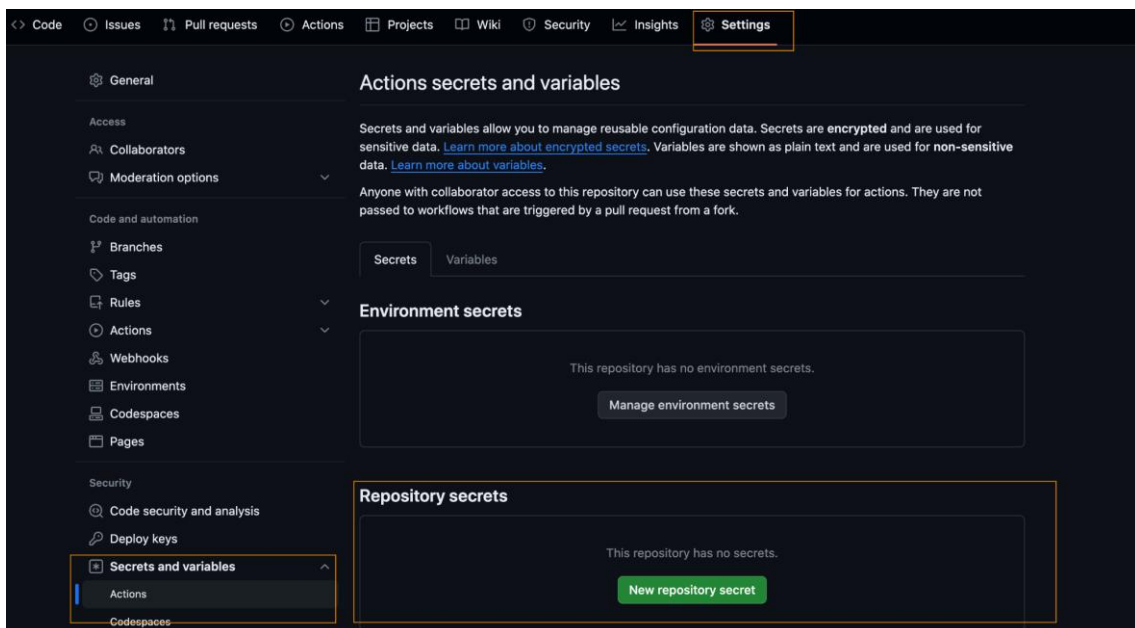 Code Issues Pull requests Actions Projects Wiki Security Insights Settings
General
Access
Collaborators
Moderation options
Code and automation
Branches
Tags
Rules
Actions
Webhooks
Environments
Codespaces
Pages
Security
Code security and analysis
Deploy keys
Secrets and variables
Actions
Codespaces
Actions secrets and variables
Secrets and variables allow you to manage reusable configuration data. Secrets are encrypted and are used for
sensitive data. Learn more about encrypted secrets. Variables are shown as plain text and are used for non-sensitive
data. Learn more about variables.
Anyone with collaborator access to this repository can use these secrets and variables for actions. They are not
passed to workflows that are triggered by a pull request from a fork.
Secrets Variables
Environment secrets
This repository has no environment secrets.
Manage environment secrets
Repository secrets
This repository has no secrets.
New repository secret